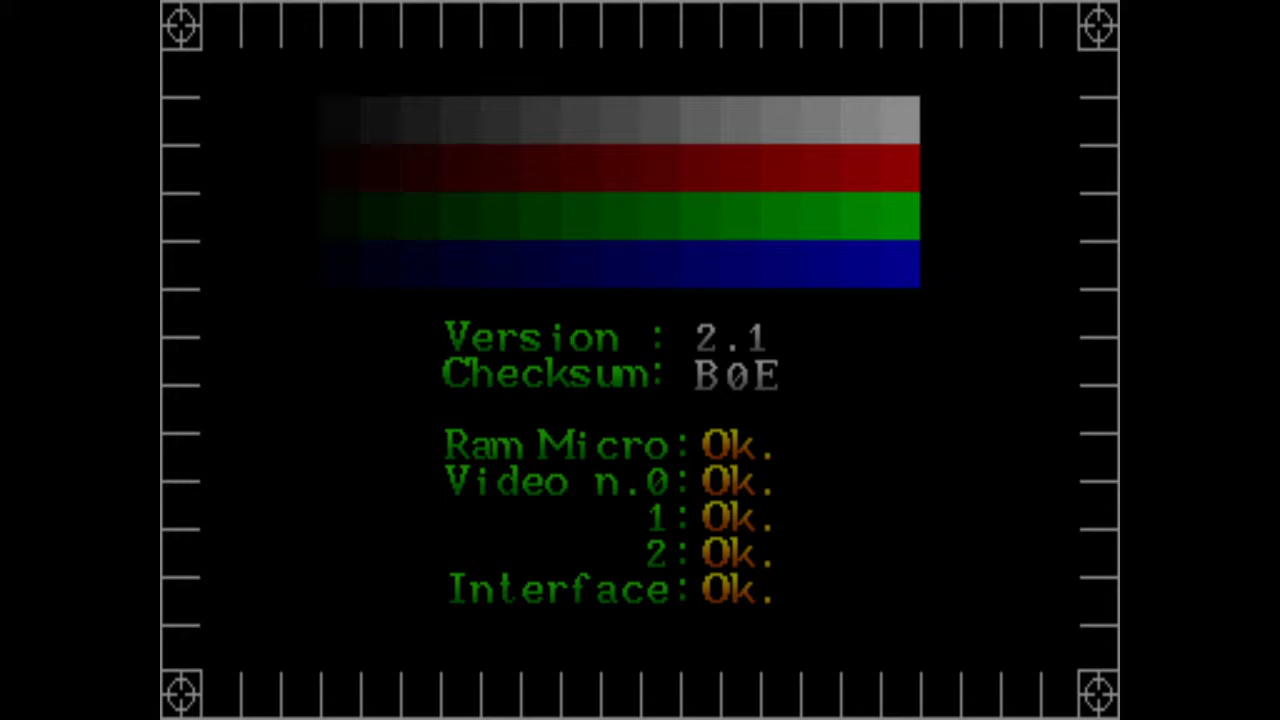 Version : 2.1
Checksum: B0E
Ram Micro: Ok.
Video n.0: Ok.
1: Ok.
2: Ok.
Interface: Ok.